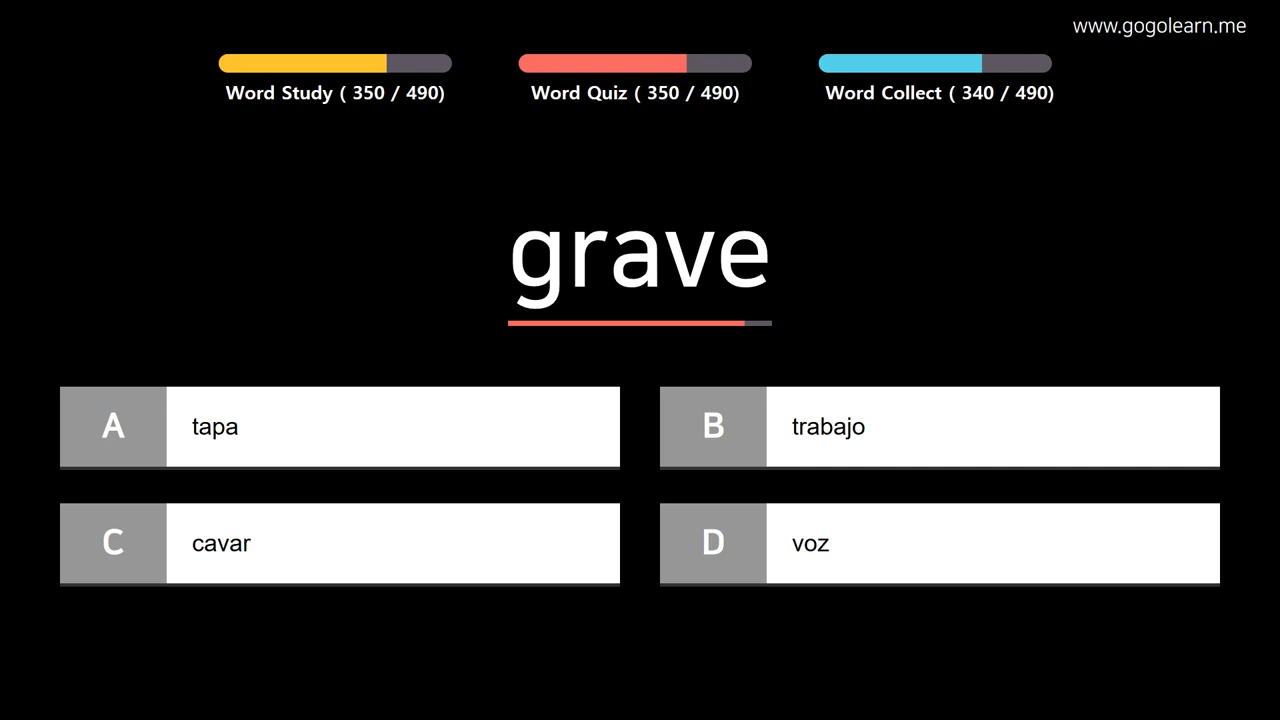 www.gogolearn.me
Word Study ( 350 / 490)
Word Quiz ( 350 / 490)
Word Collect ( 340 / 490)
grave
A tapa
B trabajo
C cavar
D voz